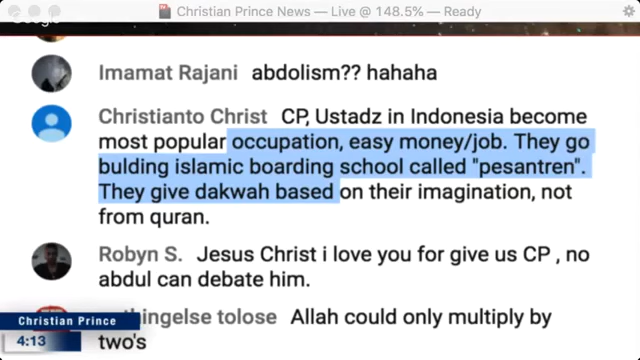 Christian Prince News — Live @ 148.5% — Ready
Imamat Rajani abdolism?? hahaha
Christianto Christ CP, Ustadz in Indonesia become
most popular occupation, easy money/job. They go
bulding islamic boarding school called "pesantren".
They give dakwah based on their imagination, not
from quran.
Robyn S. Jesus Christ i love you for give us CP , no
abdul can debate him.
tolose Allah could only multiply by
Christian Prince
4:13 two's